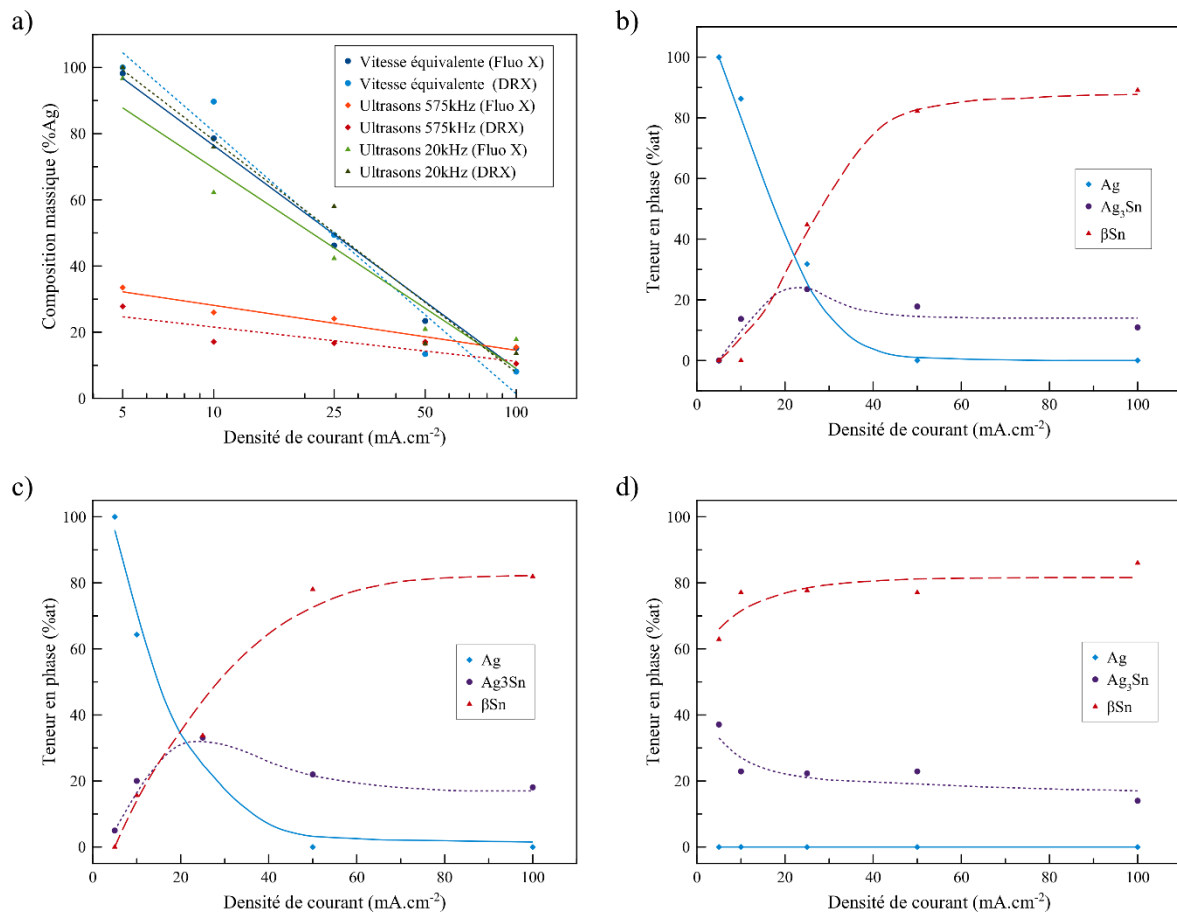 a)
Composition massique (%Ag)
100
80
60
40
20
0
Vitesse équivalente (Fluo X)
Vitesse équivalente (DRX)
Ultrasons 575kHz (Fluo X)
Ultrasons 575kHz (DRX)
Ultrasons 20kHz (Fluo X)
Ultrasons 20kHz (DRX)
5 10 25 50 100
Densité de courant (mA.cm⁻²)
b)
Teneur en phase (%at)
100
80
60
40
20
0
Ag
Ag₃Sn
βSn
0 20 40 60 80 100
Densité de courant (mA.cm⁻²)
c)
Teneur en phase (%at)
100
80
60
40
20
0
Ag
Ag3Sn
βSn
0 20 40 60 80 100
Densité de courant (mA.cm⁻²)
d)
Teneur en phase (%at)
100
80
60
40
20
0
Ag
Ag₃Sn
βSn
0 20 40 60 80 100
Densité de courant (mA.cm⁻²)